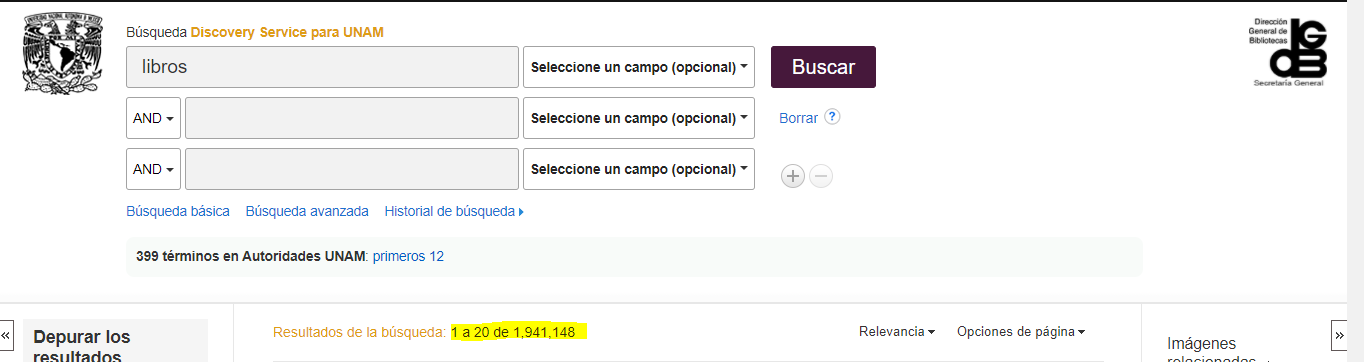 Búsqueda Discovery Service para UNAM
libros
Seleccione un campo (opcional)
Buscar
AND
Seleccione un campo (opcional)
Borrar ?
AND
Seleccione un campo (opcional)
Búsqueda básica Búsqueda avanzada Historial de búsqueda
399 términos en Autoridades UNAM: primeros 12
Dirección
General de
Bibliotecas
Secretaría General
«
Depurar los
resultados
Resultados de la búsqueda: 1 a 20 de 1,941,148
Relevancia
Opciones de página
Imágenes
relacionadas
»